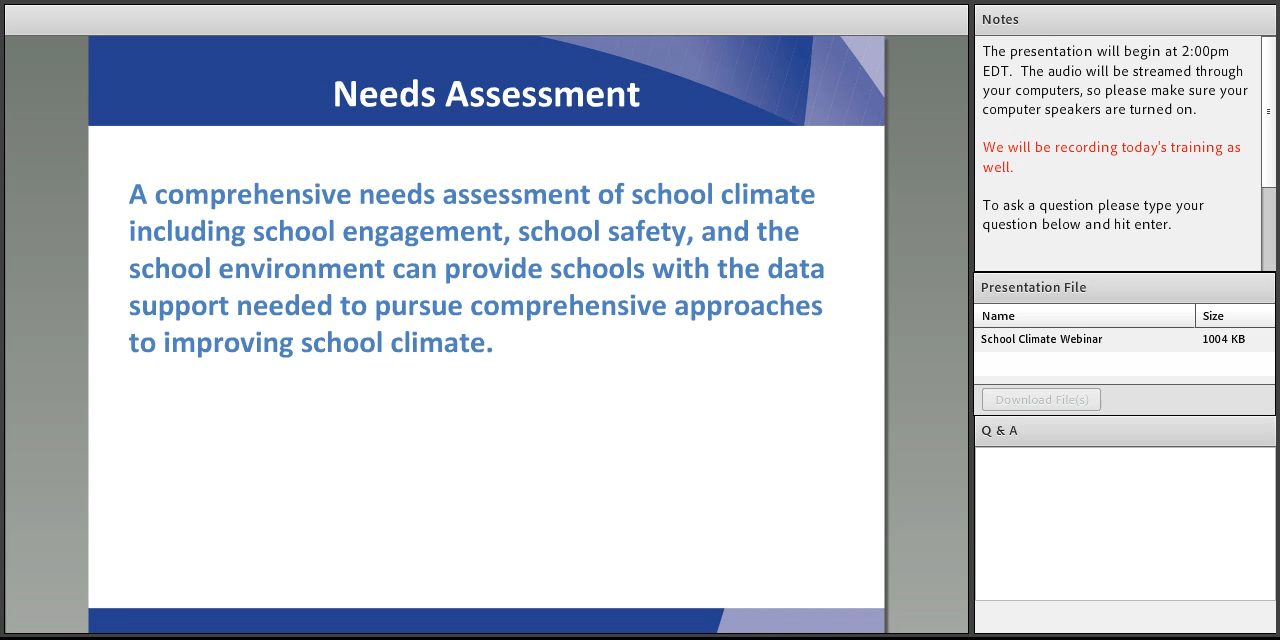 Needs Assessment
A comprehensive needs assessment of school climate
including school engagement, school safety, and the
school environment can provide schools with the data
support needed to pursue comprehensive approaches
to improving school climate.
Notes
The presentation will begin at 2:00pm
EDT.  The audio will be streamed through
your computers, so please make sure your
computer speakers are turned on.
We will be recording today's training as
well.
To ask a question please type your
question below and hit enter.
Presentation File
Name Size
School Climate Webinar 1004 KB
Download File(s)
Q & A